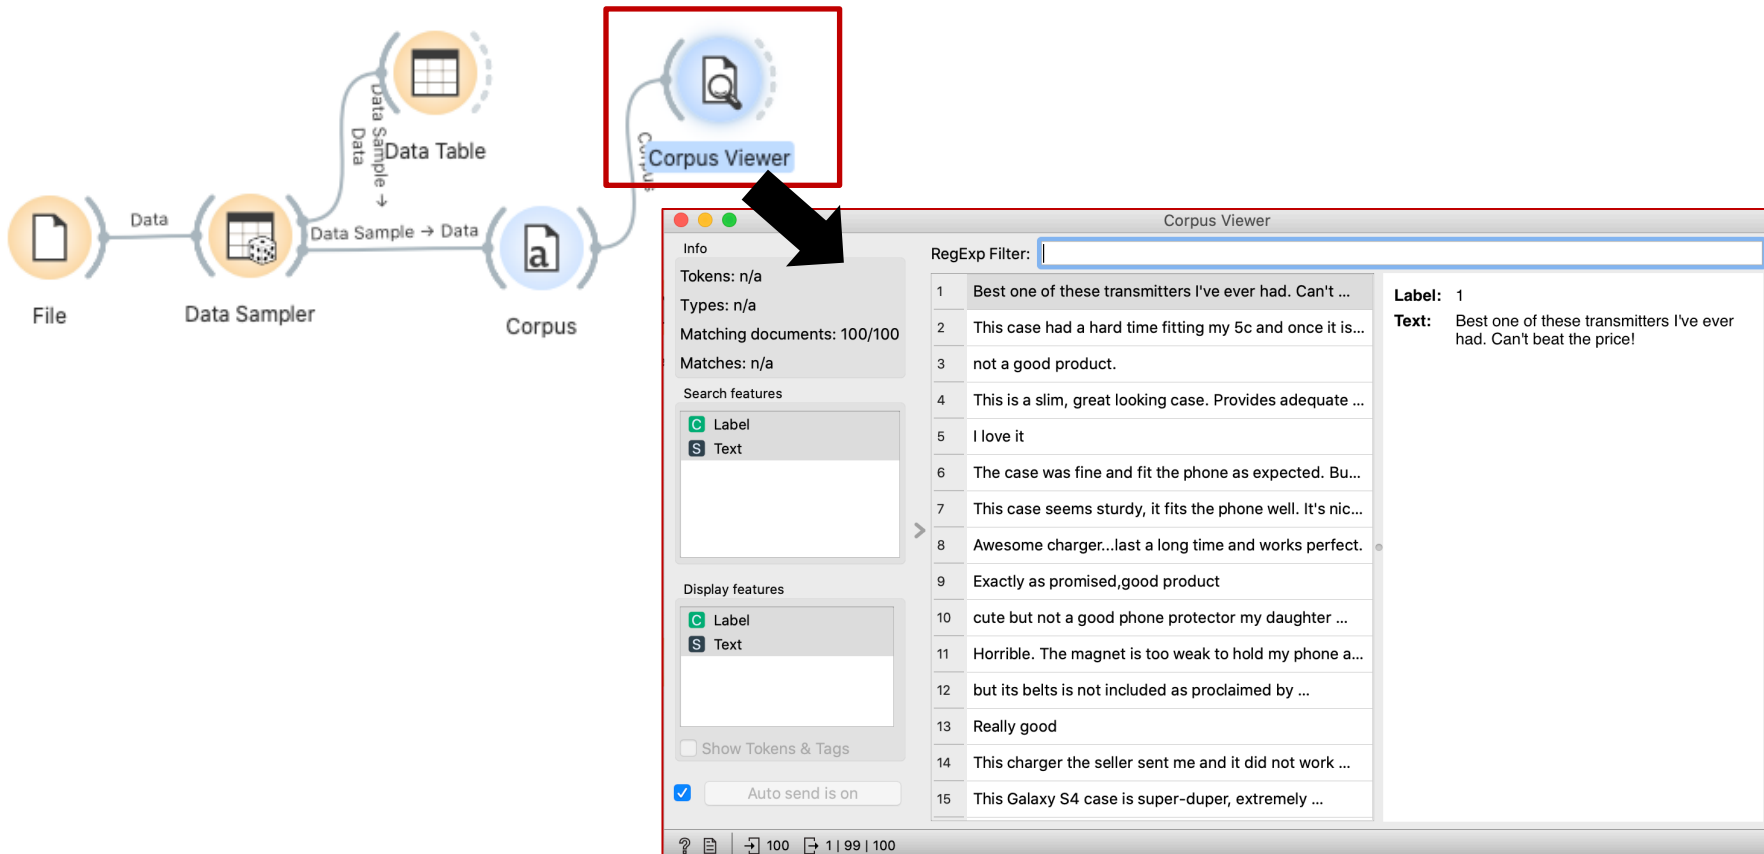 Data Sample →
Data
Data Table
Corpus
Corpus Viewer
Data
Data Sample → Data
File
Data Sampler
a
Corpus
Corpus Viewer
Info
Tokens: n/a
Types: n/a
Matching documents: 100/100
Matches: n/a
Search features
C Label
S Text
Display features
C Label
S Text
Show Tokens & Tags
Auto send is on
RegExp Filter:
1 Best one of these transmitters I've ever had. Can't ...
2 This case had a hard time fitting my 5c and once it is...
3 not a good product.
4 This is a slim, great looking case. Provides adequate ...
5 I love it
6 The case was fine and fit the phone as expected. Bu...
7 This case seems sturdy, it fits the phone well. It's nic...
8 Awesome charger...last a long time and works perfect.
9 Exactly as promised,good product
10 cute but not a good phone protector my daughter ...
11 Horrible. The magnet is too weak to hold my phone a...
12 but its belts is not included as proclaimed by ...
13 Really good
14 This charger the seller sent me and it did not work ...
15 This Galaxy S4 case is super-duper, extremely ...
Label: 1
Text: Best one of these transmitters I've ever
had. Can't beat the price!
? 100 1 | 99 | 100